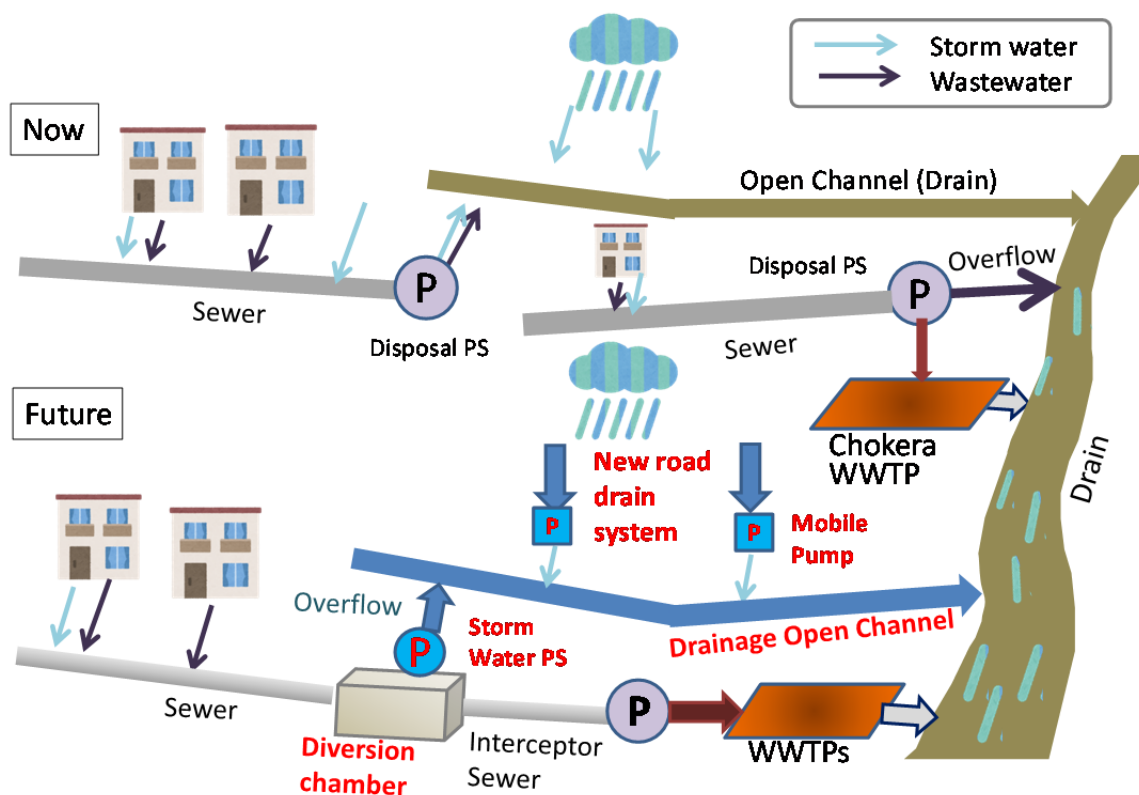 Storm water
Wastewater
Now
Open Channel (Drain)
P
Disposal PS
Sewer
Disposal PS
P
Overflow
Sewer
Chokera
WWTP
Drain
Future
New road
drain
system
P
P
Mobile
Pump
Overflow
P
Storm
Water PS
Drainage Open Channel
Sewer
Diversion
chamber
Interceptor
Sewer
P
WWTPs